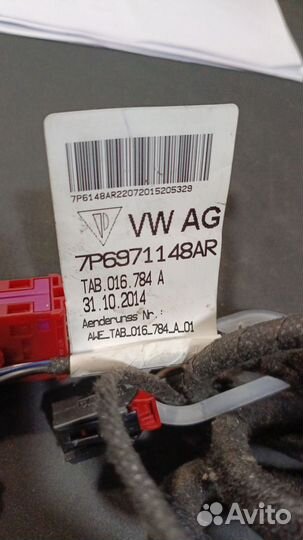 7P6148AR22072015205329
VW AG
7P6971148AR
TAB.016.784 A
31.10.2014
Aenderungs Nr.:
AWE_TAB_016_784_A_01
Avito